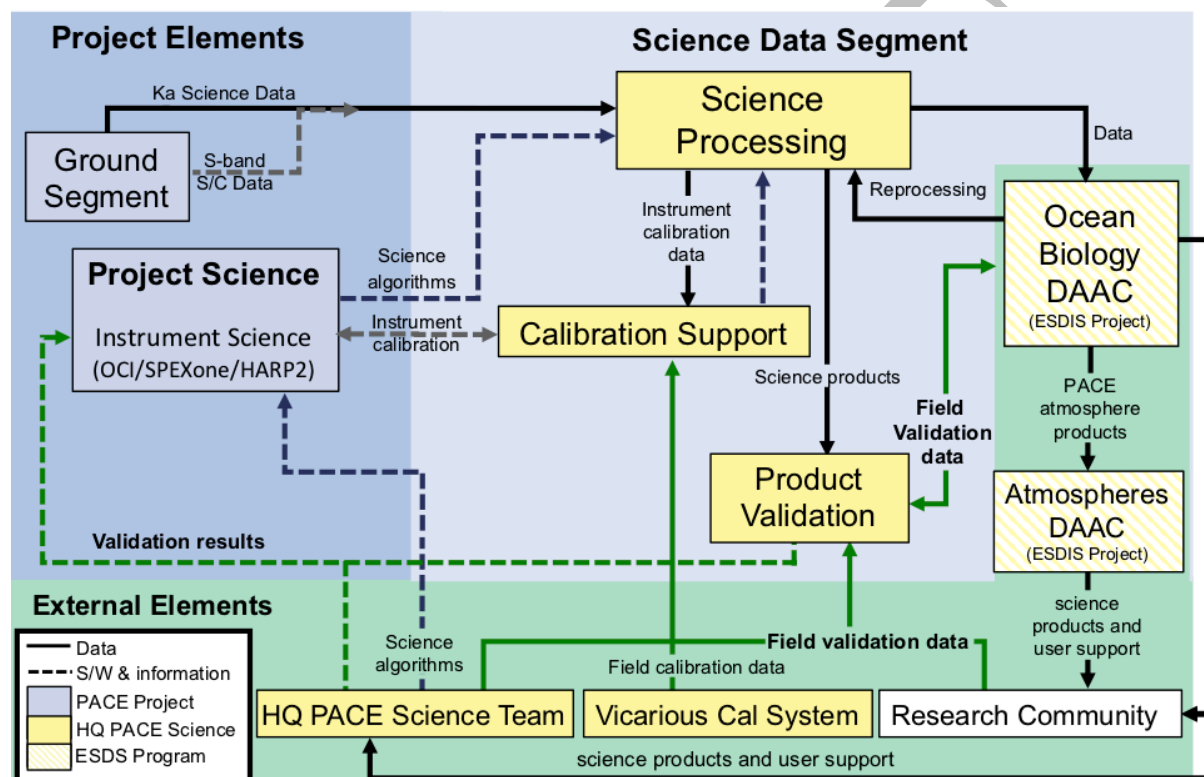 Project Elements
Science Data Segment
Ka Science Data
Science
Processing
Data
Ground
Segment
S-band
S/C Data
Reprocessing
Ocean
Biology
DAAC
(ESDIS Project)
Instrument
calibration
data
Project Science
Instrument Science
(OCI/SPEXone/HARP2)
Science
algorithms
Instrument
calibration
Calibration Support
Science products
PACE
atmosphere
products
Field
Validation
data
Product
Validation
Atmospheres
DAAC
(ESDIS Project)
Validation results
External Elements
Data
S/W & information
PACE Project
HQ PACE Science
ESDS Program
Science
algorithms
Field calibration data
Field validation data
science
products and
user support
HQ PACE Science Team
Vicarious Cal System
Research Community
science products and user support